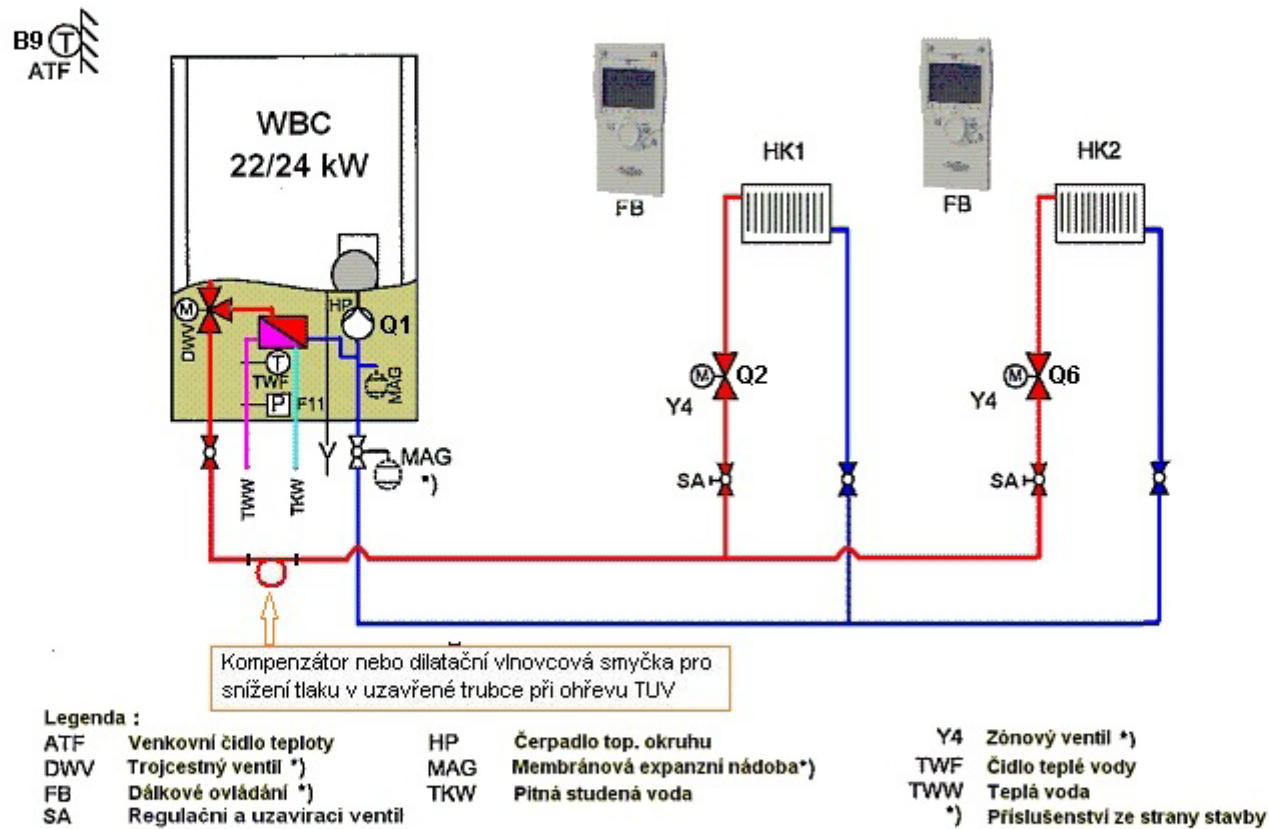 B9 T
ATF
WBC
22/24 kW
FB
HK1
FB
HK2
M
DWV
HP
Q1
T
TWF
MAG
P F11
M Q2
Y4
M Q6
Y4
MAG
*)
SA
SA
TWW
TKW
Kompenzátor nebo dilatační vlnovcová smyčka pro
snížení tlaku v uzavřené trubce při ohřevu TUV
Legenda :
ATF Venkovní čidlo teploty
DWV Trojcestný ventil *)
FB Dálkové ovládání *)
SA Regulační a uzaviraci ventil
HP Čerpadlo top. okruhu
MAG Membránová expanzní nádoba*)
TKW Pitná studená voda
Y4 Zónový ventil *)
TWF Čidlo teplé vody
TWW Teplá voda
*) Příslušenství ze strany stavby